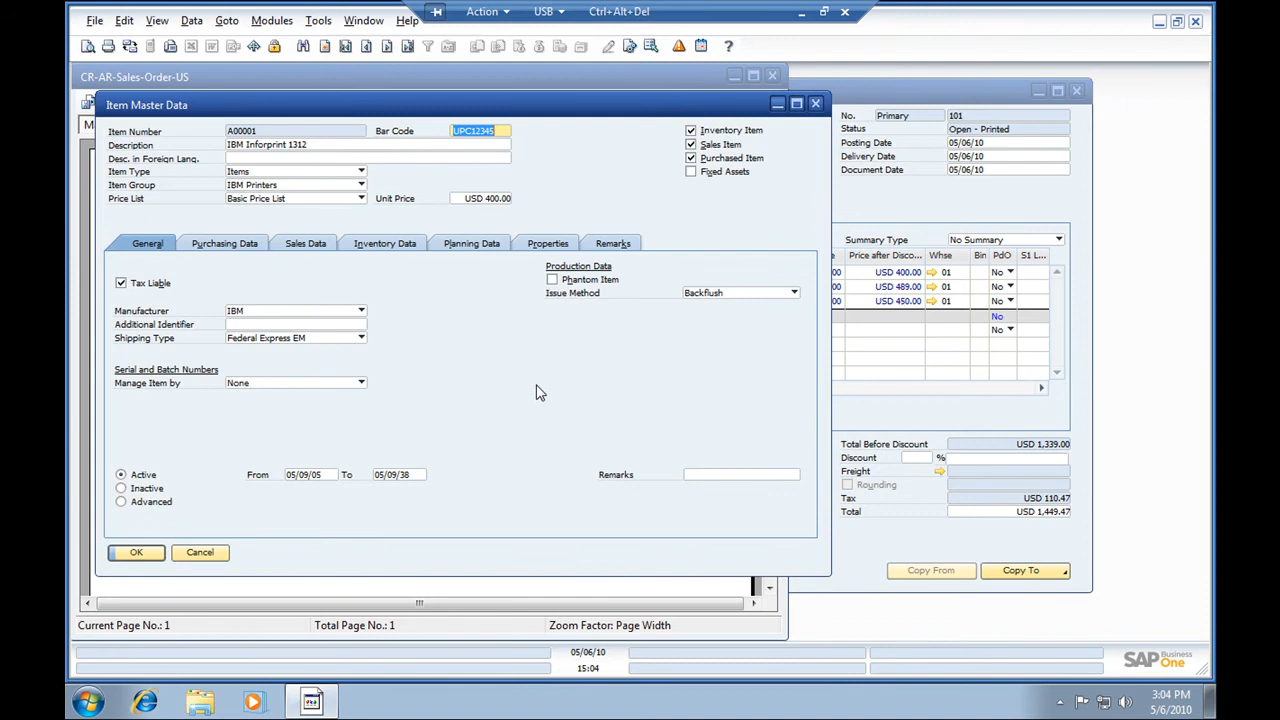 Action USB Ctrl+Alt+Del
File Edit View Data Goto Modules Tools Window Help
CR-AR-Sales-Order-US
Item Master Data
Item Number A00001 Bar Code UPC12345
Description IBM Inforprint 1312
Desc. in Foreign Lang.
Item Type Items
Item Group IBM Printers
Price List Basic Price List Unit Price USD 400.00
Inventory Item
Sales Item
Purchased Item
Fixed Assets
General Purchasing Data Sales Data Inventory Data Planning Data Properties Remarks
Tax Liable
Manufacturer IBM
Additional Identifier
Shipping Type Federal Express EM
Serial and Batch Numbers
Manage Item by None
Production Data
Phantom Item
Issue Method Backflush
Active From 05/09/05 To 05/09/38 Remarks
Inactive
Advanced
OK Cancel
No. Primary 101
Status Open - Printed
Posting Date 05/06/10
Delivery Date 05/06/10
Document Date 05/06/10
Summary Type No Summary
Price after Disco... Whse Bin PdO S1 L...
00 USD 400.00 01 No
00 USD 489.00 01 No
00 USD 450.00 01 No
No
No
Total Before Discount USD 1,339.00
Discount %
Freight
Rounding
Tax USD 110.47
Total USD 1,449.47
Copy From Copy To
Current Page No.: 1 Total Page No.: 1 Zoom Factor: Page Width
05/06/10
15:04
SAP Business One
3:04 PM
5/6/2010